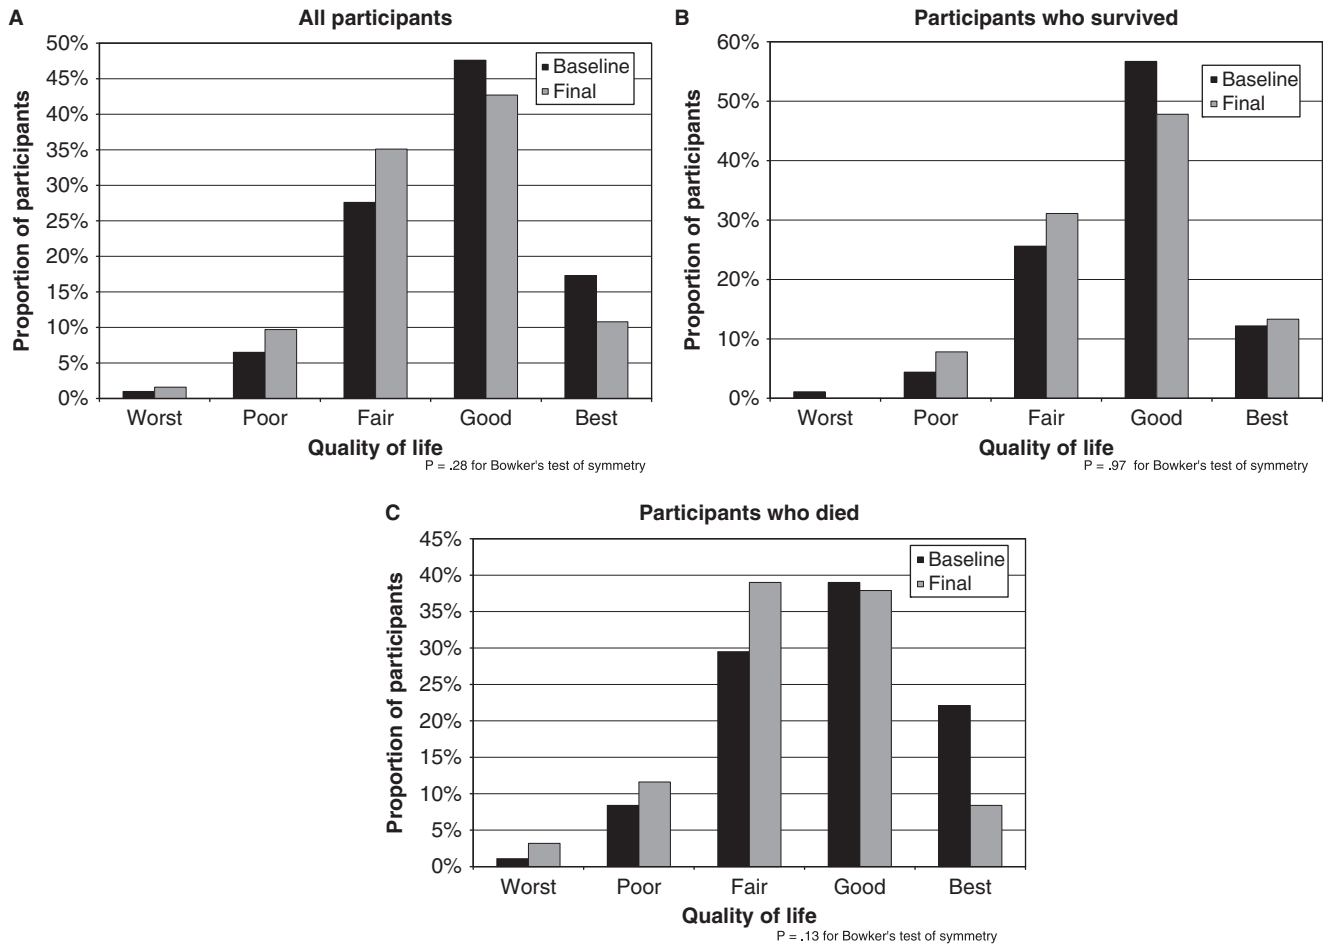 A All participants
50%
45%
40%
35%
30%
25%
20%
15%
10%
5%
0%
Proportion of participants
Baseline
Final
Worst Poor Fair Good Best
Quality of life
P = .28 for Bowker's test of symmetry
B Participants who survived
60%
50%
40%
30%
20%
10%
0%
Proportion of participants
Baseline
Final
Worst Poor Fair Good Best
Quality of life
P = .97 for Bowker's test of symmetry
C Participants who died
45%
40%
35%
30%
25%
20%
15%
10%
5%
0%
Proportion of participants
Baseline
Final
Worst Poor Fair Good Best
Quality of life
P = .13 for Bowker's test of symmetry